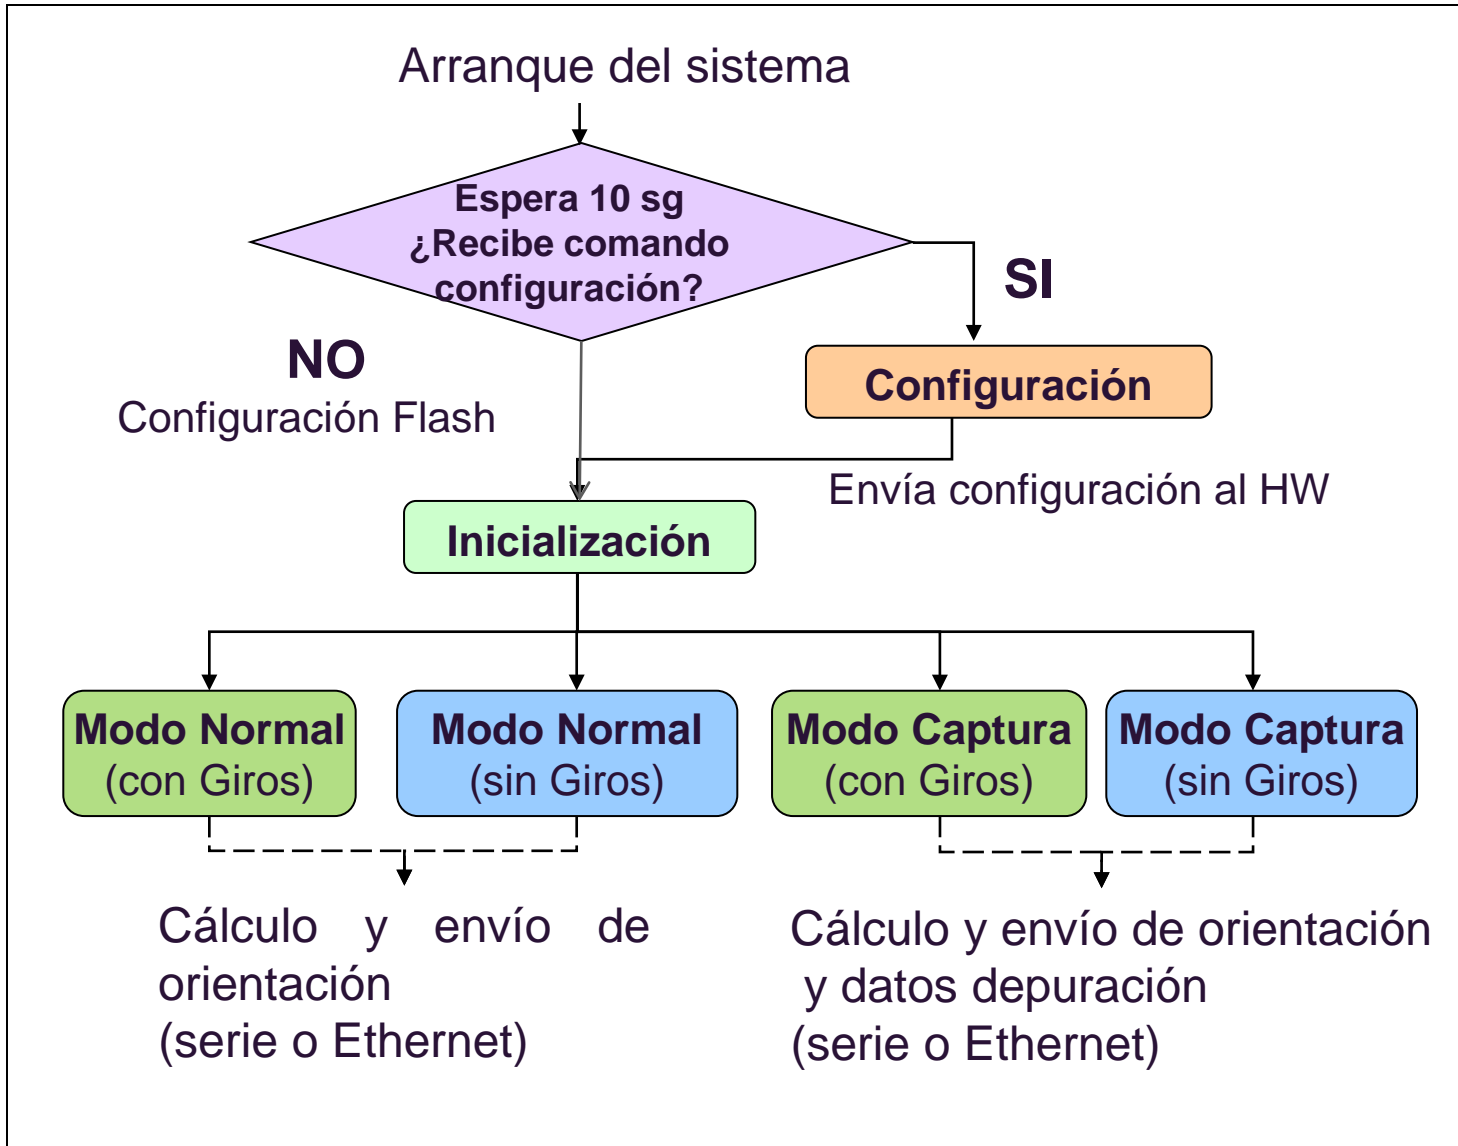 Arranque del sistema
Espera 10 sg
¿Recibe comando
configuración?
SI
NO
Configuración Flash
Configuración
Envía configuración al HW
Inicialización
Modo Normal
(con Giros)
Modo Normal
(sin Giros)
Modo Captura
(con Giros)
Modo Captura
(sin Giros)
Cálculo y envío de
orientación
(serie o Ethernet)
Cálculo y envío de orientación
y datos depuración
(serie o Ethernet)